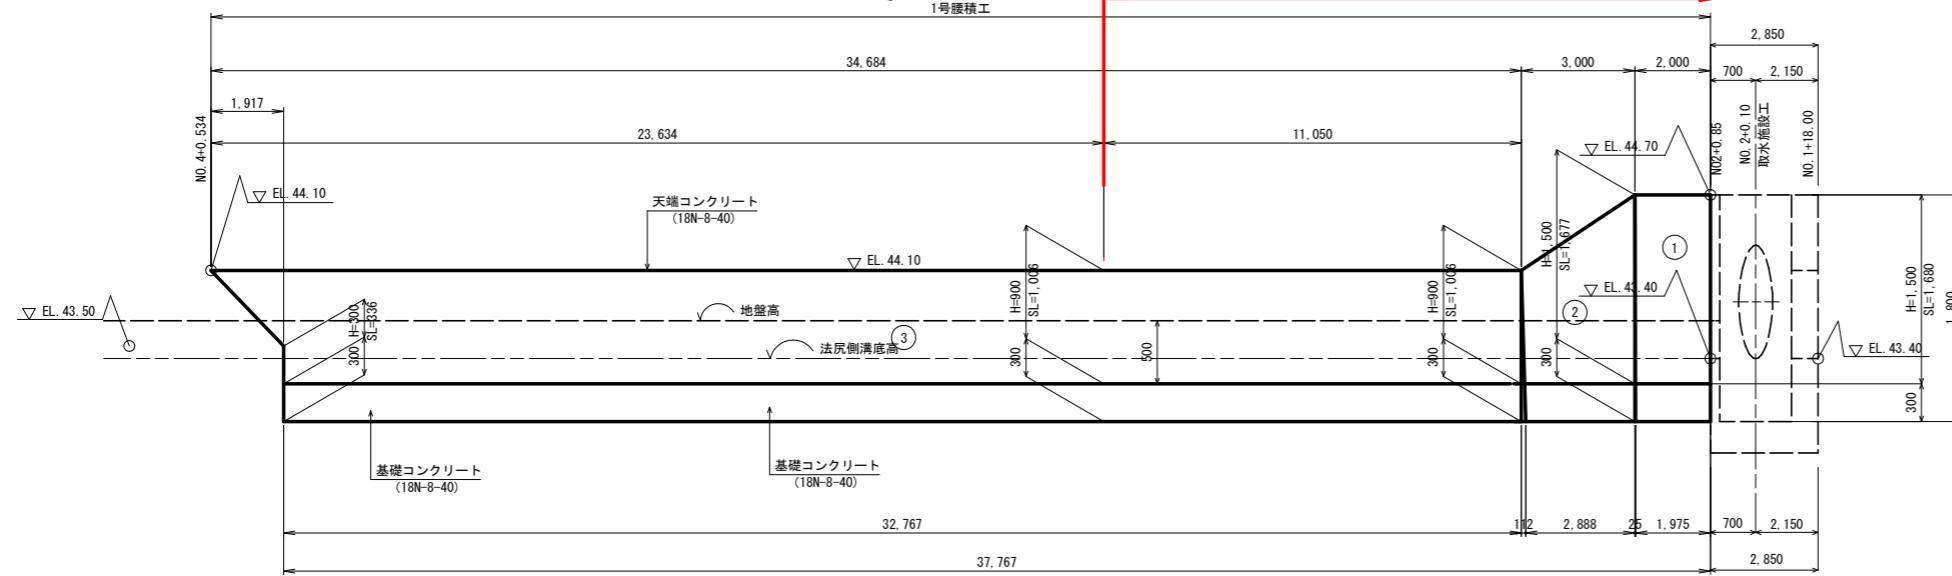 1号腰積工
2,850
34,684
3,000
2,000
700
2,150
1,917
23,634
11,050
NO.4+0.534
EL.44.10
EL.44.70
NO2+0.85
NO.2+0.10
取水施設工
NO.1+18.00
天端コンクリート
(18N-8-40)
EL.44.10
H=1,500
SL=1,677
①
EL.43.50
H=300
SL=336
300
地盤高
③
法尻側溝底高
H=900
SL=1,006
300
500
H=900
SL=1,006
300
EL.43.40
②
300
EL.43.40
H=1,500
SL=1,680
1,800
300
基礎コンクリート
(18N-8-40)
基礎コンクリート
(18N-8-40)
32,767
112
2,888
25
1,975
700
2,150
37,767
2,850